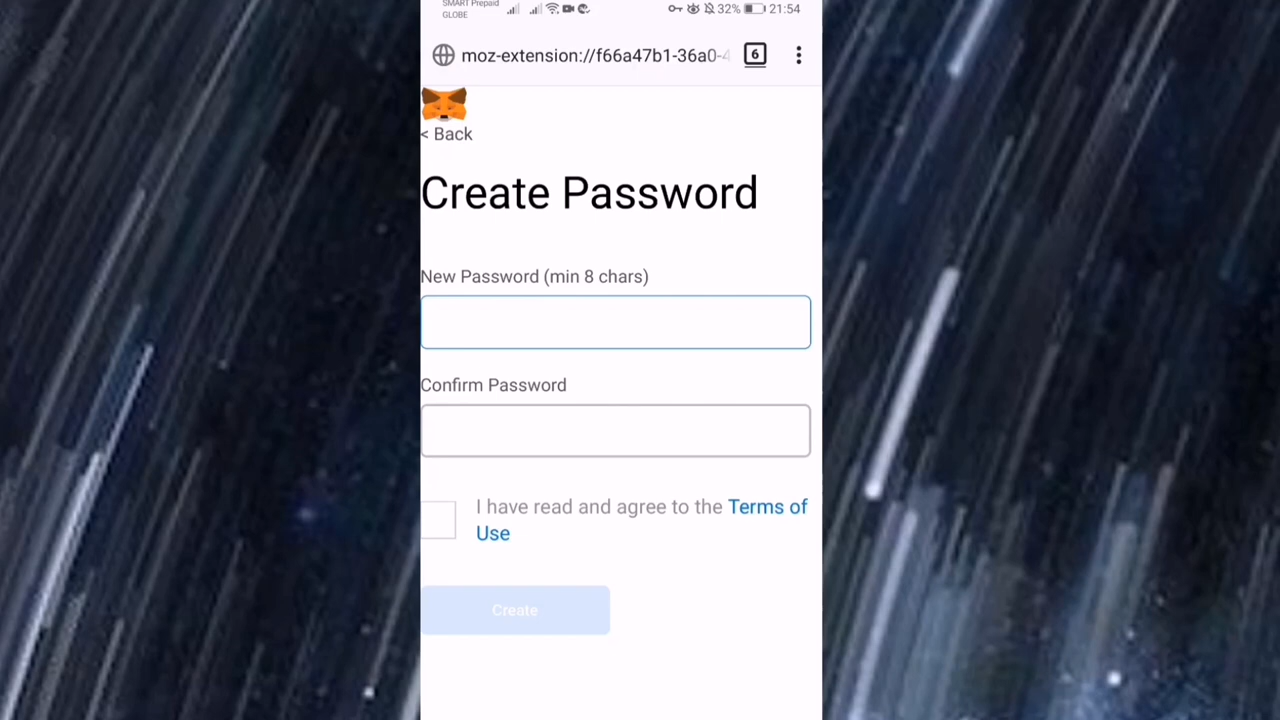 SMART Prepaid
GLOBE
32% 21:54
moz-extension://f66a47b1-36a0-4
6
< Back
Create Password
New Password (min 8 chars)
Confirm Password
I have read and agree to the Terms of
Use
Create